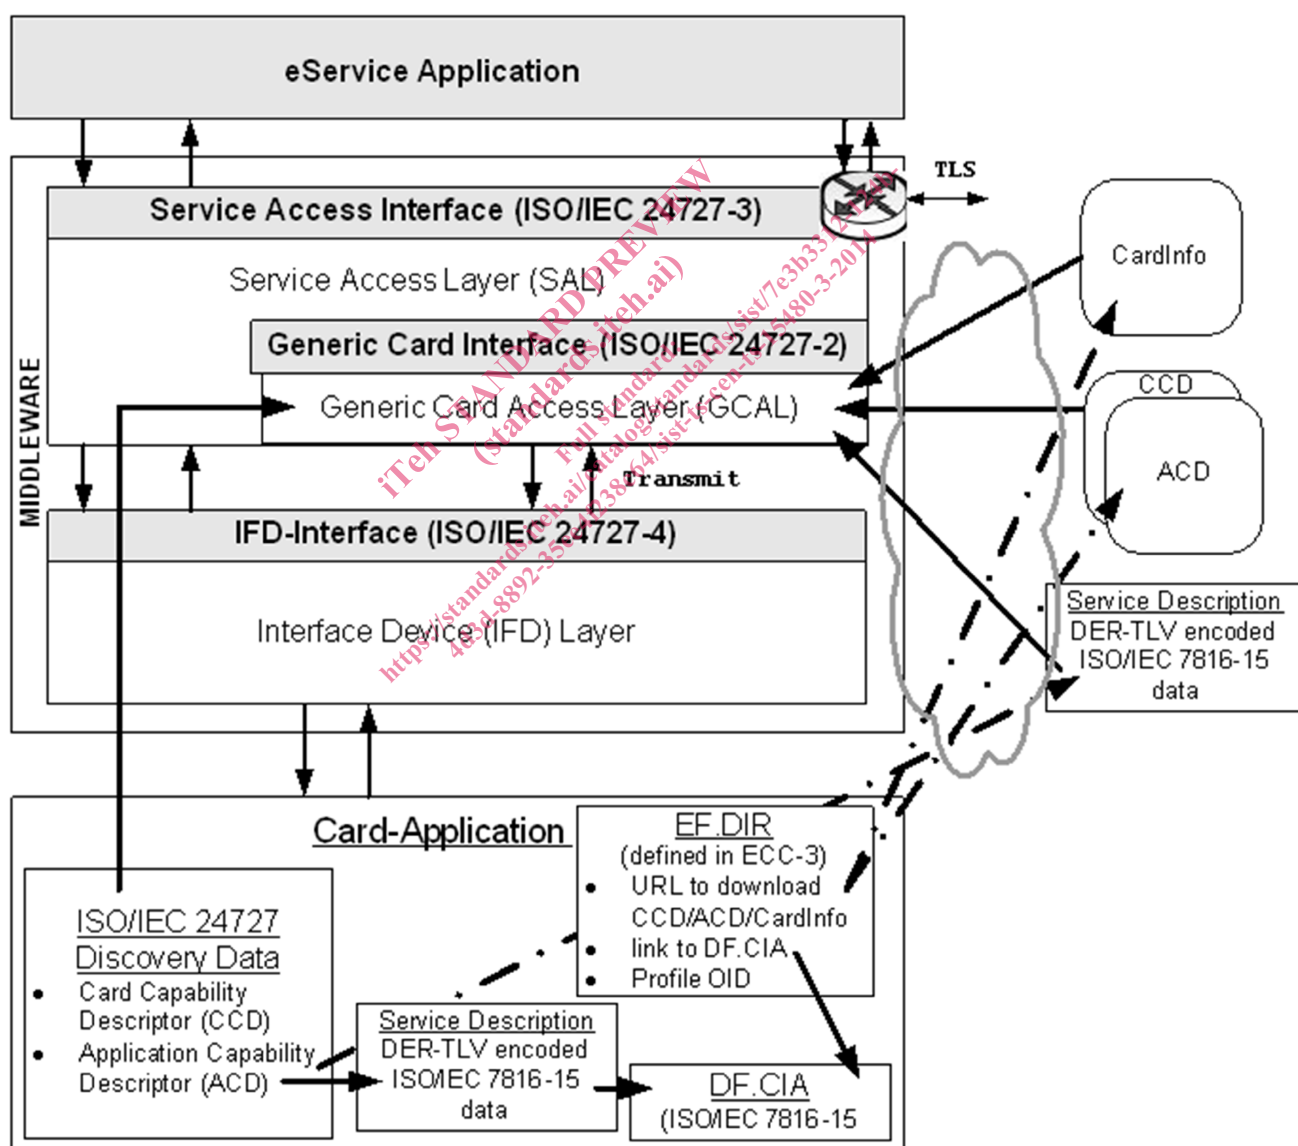 eService Application
TLS
Service Access Interface (ISO/IEC 24727-3)
Service Access Layer (SAL)
CardInfo
Generic Card Interface (ISO/IEC 24727-2)
Generic Card Access Layer (GCAL)
CCD
ACD
MIDDLEWARE
Transmit
IFD-Interface (ISO/IEC 24727-4)
Interface Device (IFD) Layer
Service Description
DER-TLV encoded
ISO/IEC 7816-15
data
iTeh STANDARD PREVIEW
(standards.iteh.ai)
Full standard:
Card-Application
EF.DIR
(defined in ECC-3)
• URL to download
CCD/ACD/CardInfo
• link to DF.CIA
• Profile OID
ISO/IEC 24727
Discovery Data
• Card Capability
Descriptor (CCD)
• Application Capability
Descriptor (ACD)
Service Description
DER-TLV encoded
ISO/IEC 7816-15
data
DF.CIA
(ISO/IEC 7816-15